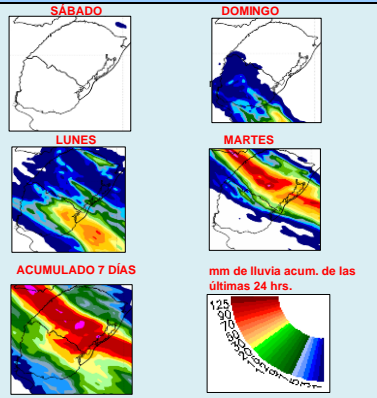 SÁBADO
DOMINGO
LUNES
MARTES
ACUMULADO 7 DÍAS
mm de lluvia acum. de las
últimas 24 hrs.
125
90
70